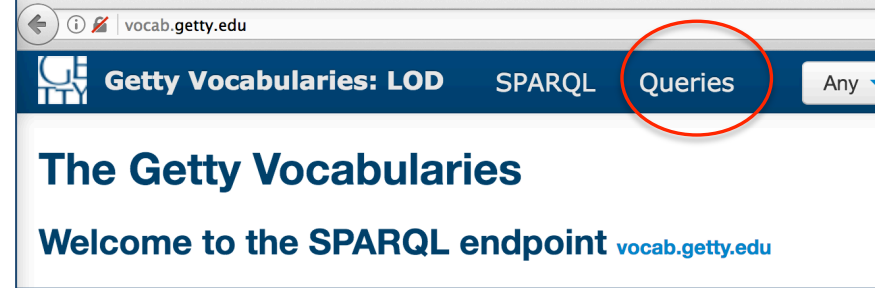 vocab.getty.edu
GETTY Getty Vocabularies: LOD SPARQL Queries Any
The Getty Vocabularies
Welcome to the SPARQL endpoint vocab.getty.edu